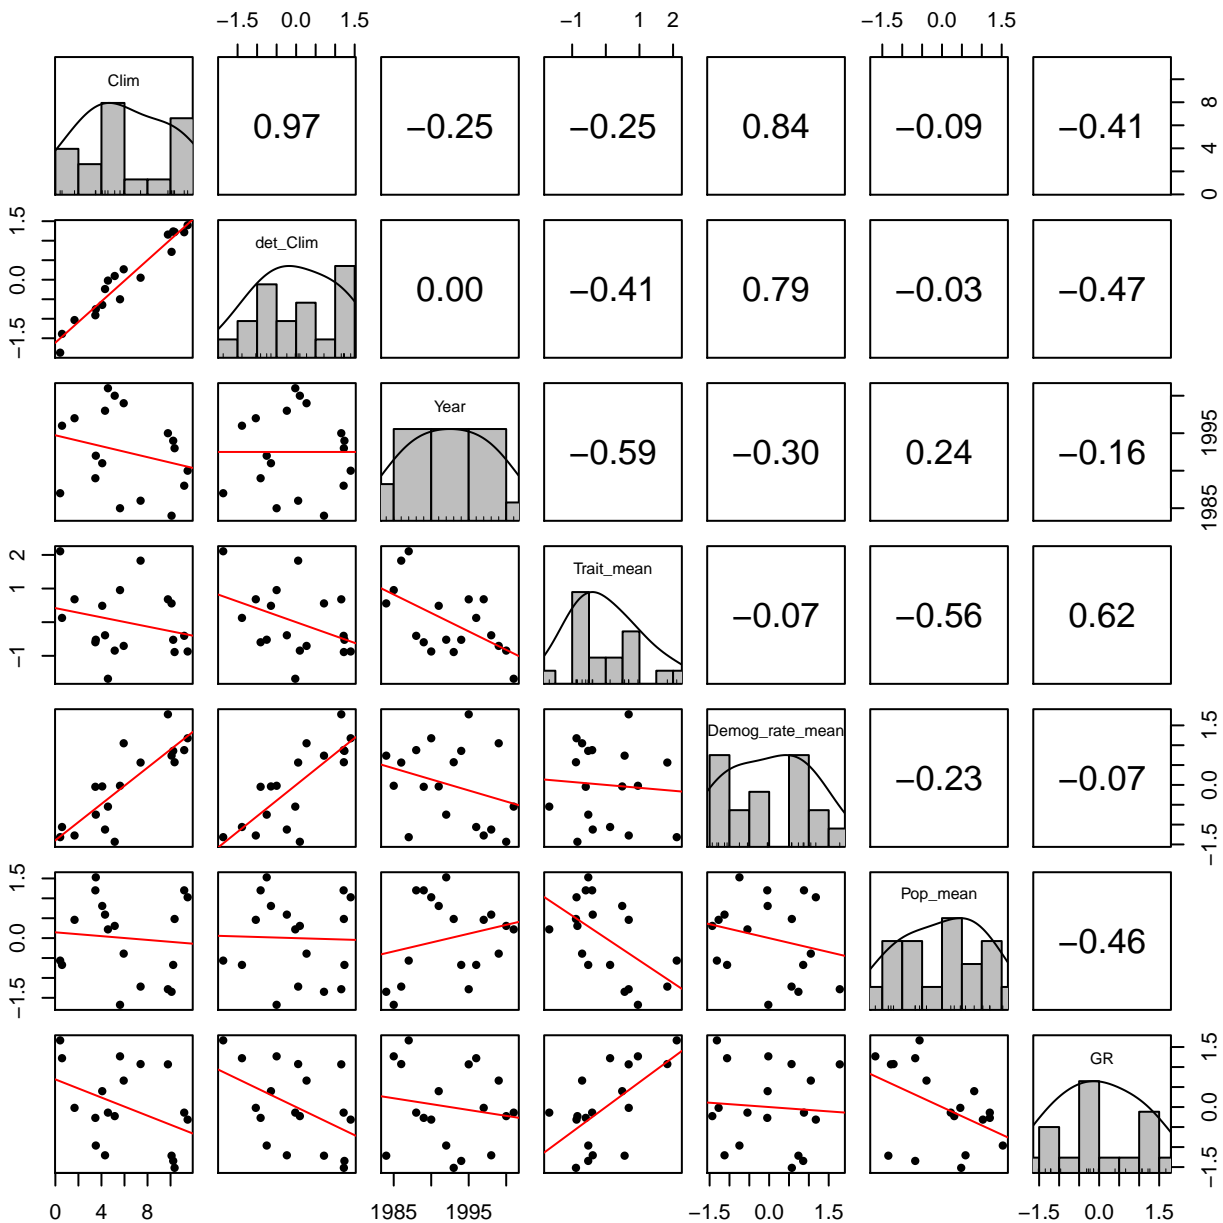 −1.5 0.0 1.5 −1 1 2 −1.5 0.0 1.5
Clim 0.97 −0.25 −0.25 0.84 −0.09 −0.41 0 4 8
−1.5 0.0 1.5 det_Clim 0.00 −0.41 0.79 −0.03 −0.47
Year −0.59 −0.30 0.24 −0.16 1985 1995
−1 1 2 Trait_mean −0.07 −0.56 0.62
Demog_rate_mean −0.23 −0.07 −1.5 0.0 1.5
−1.5 0.0 1.5 Pop_mean −0.46
GR −1.5 0.0 1.5
0 4 8 1985 1995 −1.5 0.0 1.5 −1.5 0.0 1.5